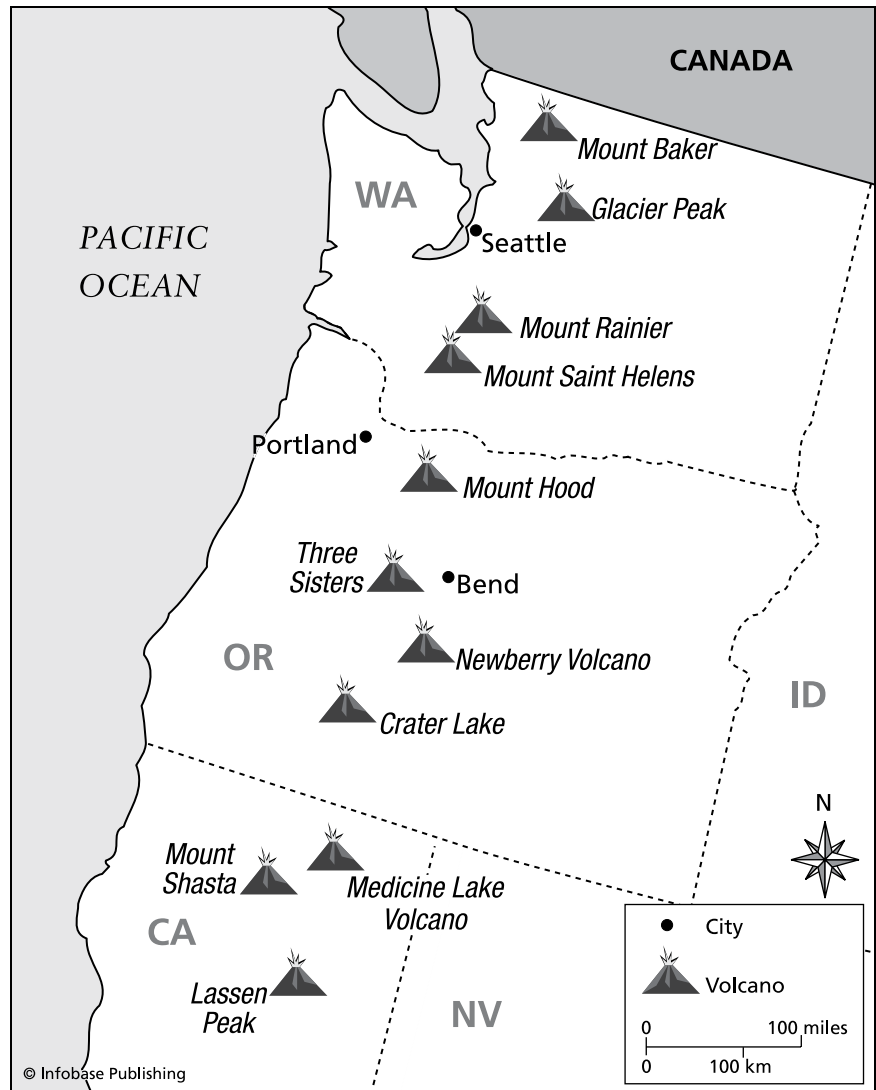 CANADA
Mount Baker
WA
Glacier Peak
PACIFIC
OCEAN
Seattle
Mount Rainier
Mount Saint Helens
Portland
Mount Hood
Three
Sisters
Bend
OR
Newberry Volcano
ID
Crater Lake
N
Mount
Shasta
Medicine Lake
Volcano
CA
Lassen
Peak
NV
City
Volcano
0 100 miles
0 100 km
© Infobase Publishing